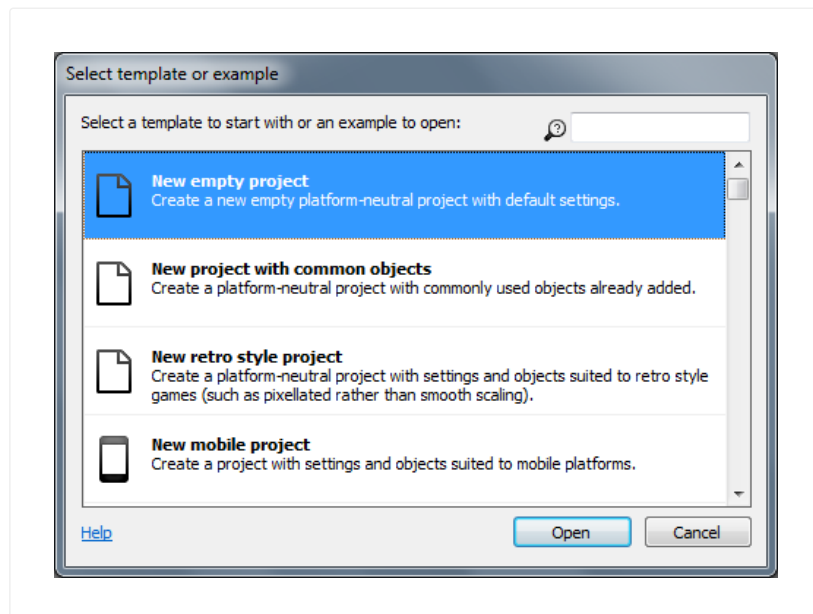 Select template or example
Select a template to start with or an example to open:
New empty project
Create a new empty platform-neutral project with default settings.
New project with common objects
Create a platform-neutral project with commonly used objects already added.
New retro style project
Create a platform-neutral project with settings and objects suited to retro style
games (such as pixellated rather than smooth scaling).
New mobile project
Create a project with settings and objects suited to mobile platforms.
Help
Open
Cancel